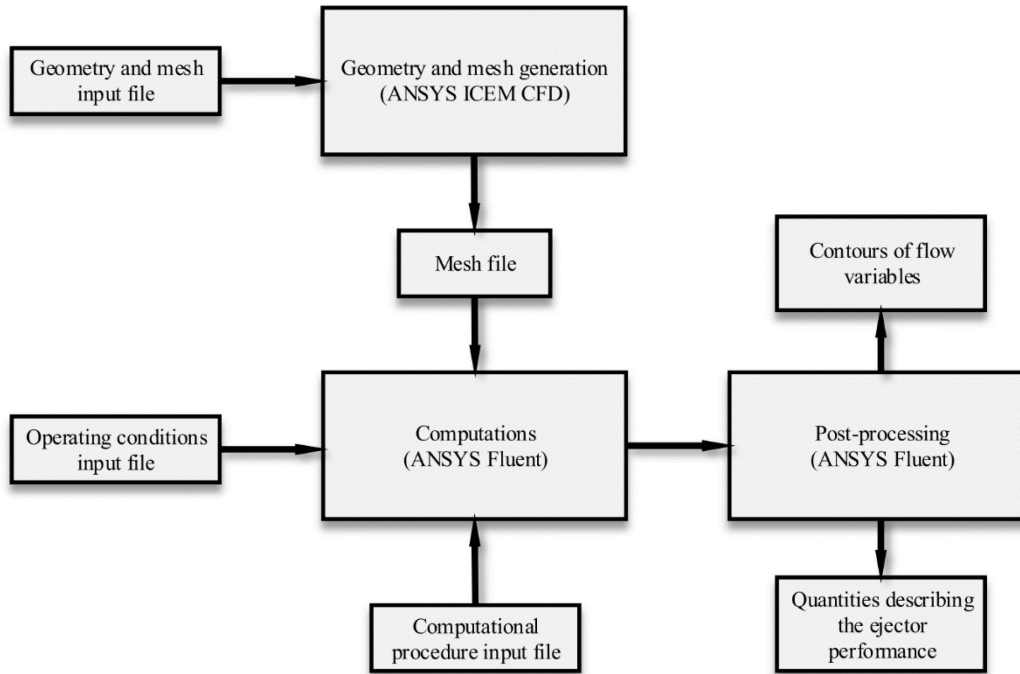 Geometry and mesh
input file
Geometry and mesh generation
(ANSYS ICEM CFD)
Mesh file
Contours of flow
variables
Operating conditions
input file
Computations
(ANSYS Fluent)
Post-processing
(ANSYS Fluent)
Computational
procedure input file
Quantities describing
the ejector
performance